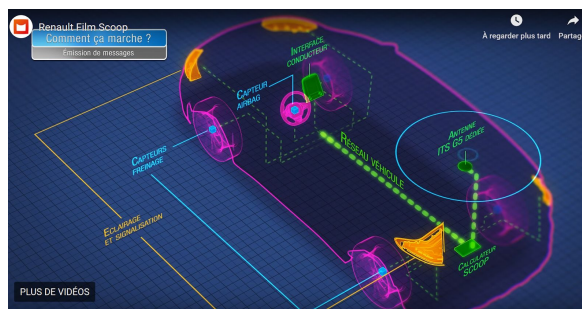 Renault Film Scoop
Comment ça marche ?
Émission de messages
À regarder plus tard
Partag
INTERFACE
CONDUCTEUR
CAPTEUR
AIRBAG
CAPTEURS
FREINAGE
RÉSEAU VÉHICULE
ANTENNE
ITS G5 DÉDIÉE
ECLAIRAGE
ET SIGNALISATION
CALCULATEUR
SCOOP
PLUS DE VIDÉOS